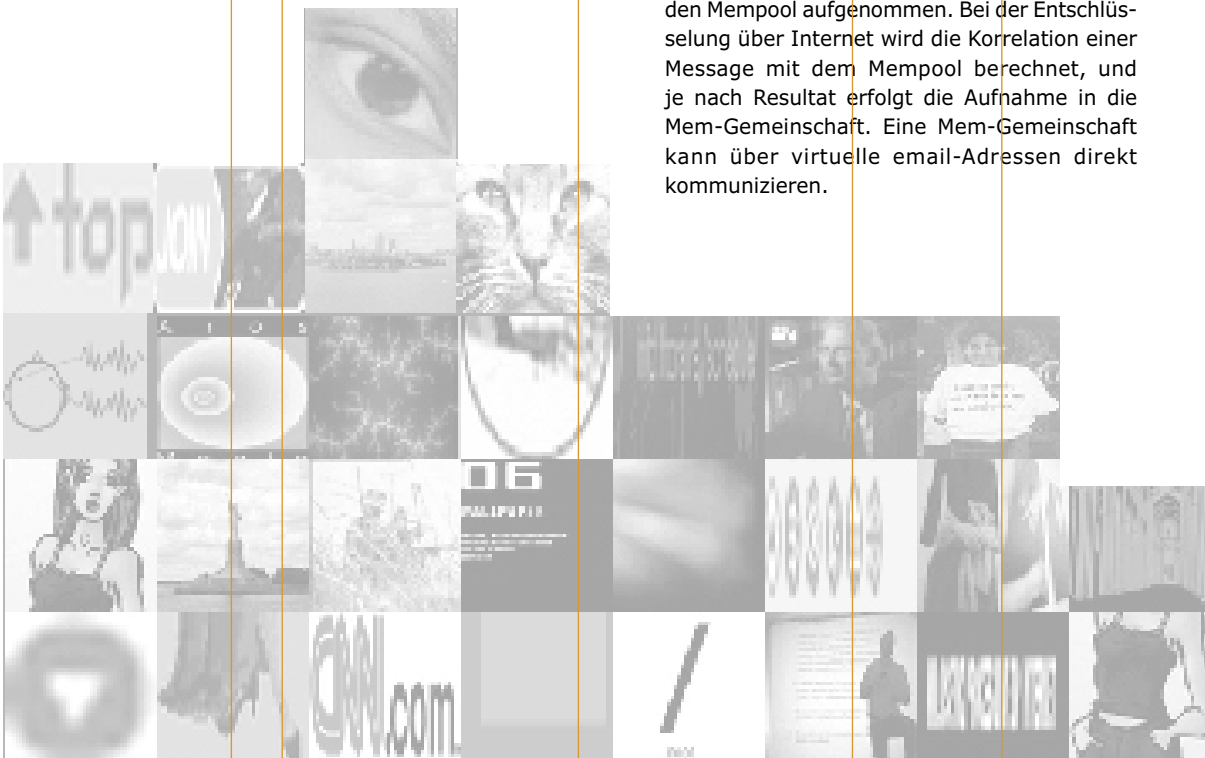 den Mempool aufgenommen. Bei der Entschlüs-
selung über Internet wird die Korrelation einer
Message mit dem Mempool berechnet, und
je nach Resultat erfolgt die Aufnahme in die
Mem-Gemeinschaft. Eine Mem-Gemeinschaft
kann über virtuelle email-Adressen direkt
kommunizieren.
top
JOIN
06
WALLPAPER
.com